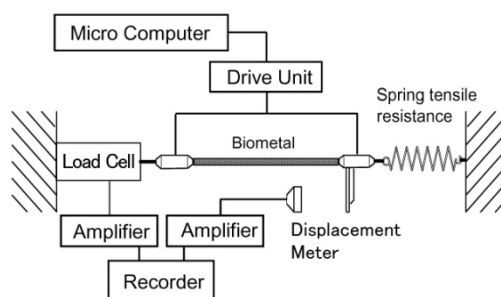 Micro Computer
Drive Unit
Spring tensile
resistance
Biometal
Load Cell
Amplifier
Amplifier
Displacement
Meter
Recorder